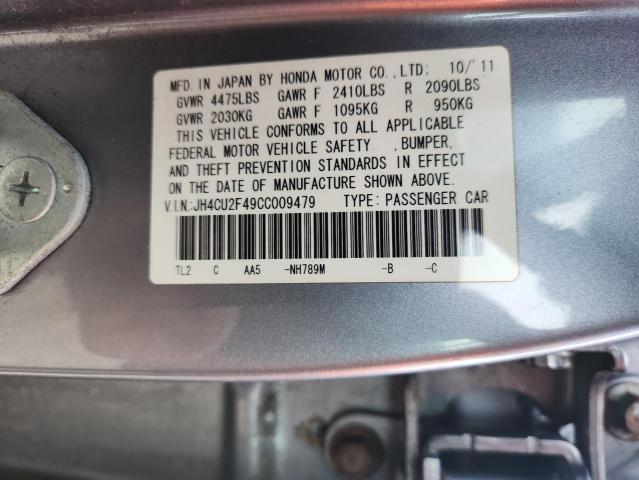 MFD. IN JAPAN BY HONDA MOTOR CO.,LTD: 10/'11
GVWR 4475LBS GAWR F 2410LBS R 2090LBS
GVWR 2030KG GAWR F 1095KG R 950KG
THIS VEHICLE CONFORMS TO ALL APPLICABLE
FEDERAL MOTOR VEHICLE SAFETY ,BUMPER,
AND THEFT PREVENTION STANDARDS IN EFFECT
ON THE DATE OF MANUFACTURE SHOWN ABOVE.
V.I.N.:JH4CU2F49CC009479 TYPE: PASSENGER CAR
TL2 C AA5 -NH789M -B -C